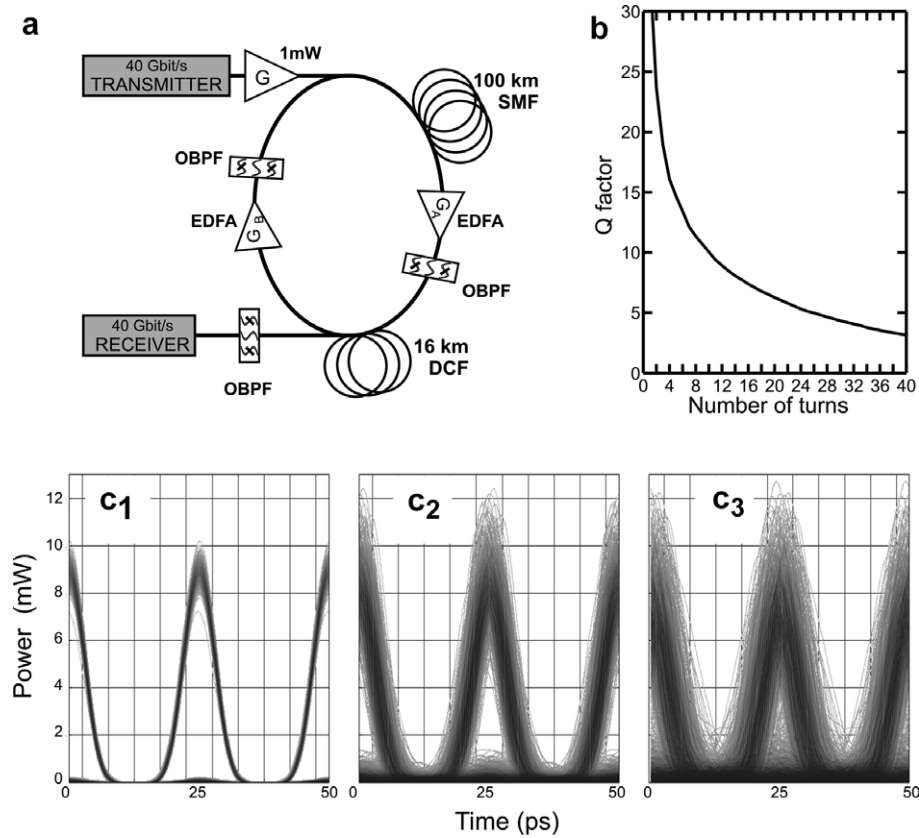 a
40 Gbit/s
TRANSMITTER
G
1mW
100 km
SMF
OBPF
EDFA
G B
G A
EDFA
OBPF
40 Gbit/s
RECEIVER
OBPF
16 km
DCF
b
Q factor
30
25
20
15
10
5
0
0 4 8 12 16 20 24 28 32 36 40
Number of turns
Power (mW)
12
10
8
6
4
2
0
c1
c2
c3
0 25 50
0 25 50
0 25 50
Time (ps)